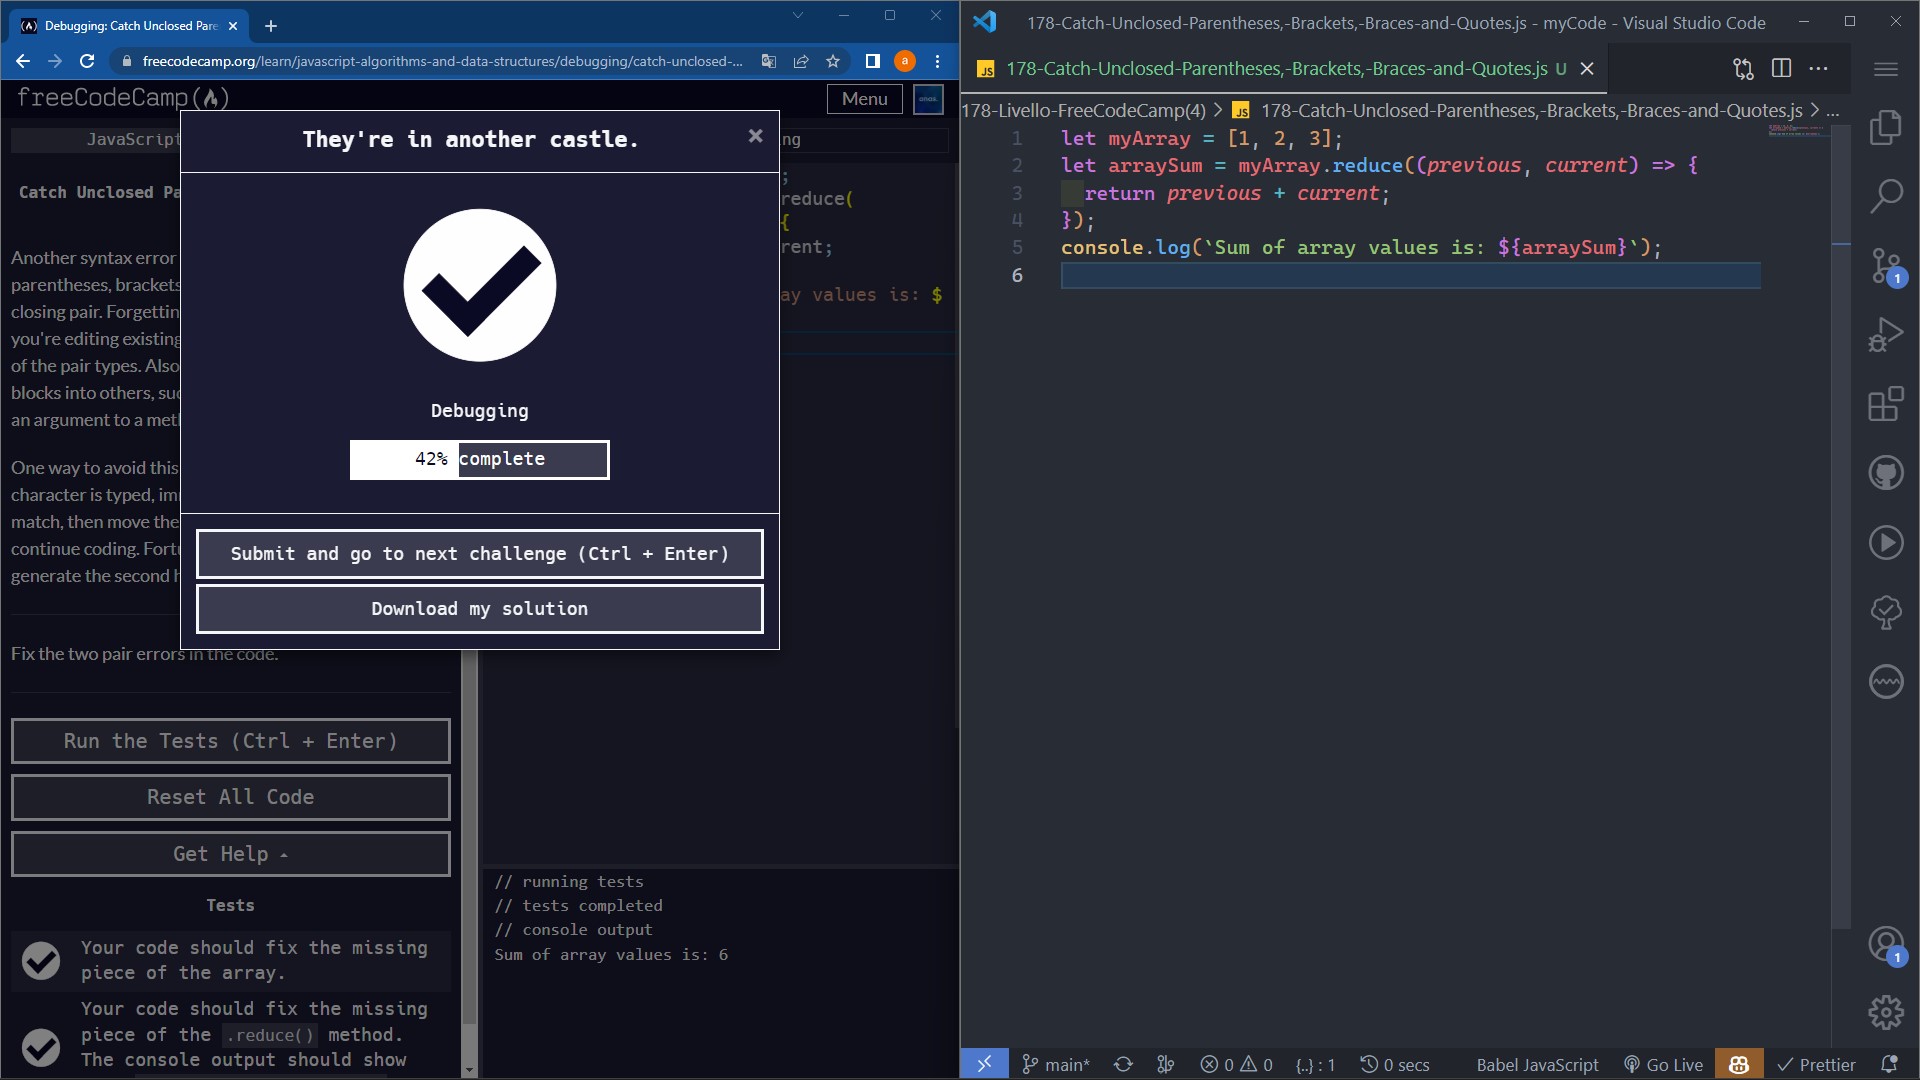 Debugging: Catch Unclosed Pare
freecodecamp.org/learn/javascript-algorithms-and-data-structures/debugging/catch-unclosed-...
a
freeCodeCamp
Menu
JavaScript
ng
They're in another castle.
Catch Unclosed Pa
Another syntax error
parentheses, brackets
closing pair. Forgettin
you're editing existing
of the pair types. Also
blocks into others, suc
an argument to a meth
One way to avoid this
character is typed, im
match, then move the
continue coding. Fortu
generate the second h
Fix the two pair errors in the code.
;
reduce(
{
rent;
ay values is: $
Debugging
42% complete
Submit and go to next challenge (Ctrl + Enter)
Download my solution
Run the Tests (Ctrl + Enter)
Reset All Code
Get Help
Tests
Your code should fix the missing
piece of the array.
Your code should fix the missing
piece of the .reduce() method.
The console output should show
// running tests
// tests completed
// console output
Sum of array values is: 6
178-Catch-Unclosed-Parentheses,-Brackets,-Braces-and-Quotes.js - myCode - Visual Studio Code
JS 178-Catch-Unclosed-Parentheses,-Brackets,-Braces-and-Quotes.js U
178-Livello-FreeCodeCamp(4) > JS 178-Catch-Unclosed-Parentheses,-Brackets,-Braces-and-Quotes.js > ...
1 let myArray = [1, 2, 3];
2 let arraySum = myArray.reduce((previous, current) => {
3 return previous + current;
4 });
5 console.log(`Sum of array values is: ${arraySum}`);
6
1
1
main* 0 0 {..} : 1 0 secs Babel JavaScript Go Live Prettier